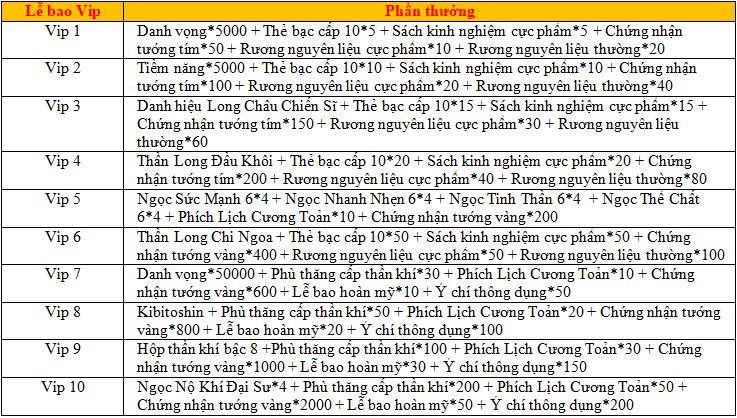 Lễ bao Vip Phần thưởng
Vip 1 Danh vọng*5000 + Thẻ bạc cấp 10*5 + Sách kinh nghiệm cực phẩm*5 + Chứng
nhận tướng tím*50 + Rương nguyên liệu cực phẩm*10 + Rương nguyên liệu thường*20
Vip 2 Tiềm năng*5000 + Thẻ bạc cấp 10*10 + Sách kinh nghiệm cực phẩm*10 + Chứng nhận
tướng tím*100 + Rương nguyên liệu cực phẩm*20 + Rương nguyên liệu thường*40
Vip 3 Danh hiệu Long Châu Chiến Sĩ + Thẻ bạc cấp 10*15 + Sách kinh nghiệm cực phẩm*15 +
Chứng nhận tướng tím*150 + Rương nguyên liệu cực phẩm*30 + Rương nguyên liệu
thường*60
Vip 4 Thần Long Đầu Khôi + Thẻ bạc cấp 10*20 + Sách kinh nghiệm cực phẩm*20 + Chứng
nhận tướng tím*200 + Rương nguyên liệu cực phẩm*40 + Rương nguyên liệu thường*80
Vip 5 Ngọc Sức Mạnh 6*4 + Ngọc Nhanh Nhẹn 6*4 + Ngọc Tinh Thần 6*4 + Ngọc Thể Chất
6*4 + Phích Lịch Cương Toản*10 + Chứng nhận tướng vàng*200
Vip 6 Thần Long Chi Ngoa + Thẻ bạc cấp 10*50 + Sách kinh nghiệm cực phẩm*50 + Chứng
nhận tướng vàng*400 + Rương nguyên liệu cực phẩm*50 + Rương nguyên liệu thường*100
Vip 7 Danh vọng*50000 + Phù thăng cấp thần khí*30 + Phích Lịch Cương Toản*10 + Chứng
nhận tướng vàng*600 + Lễ bao hoàn mỹ*10 + Ý chí thông dụng*50
Vip 8 Kibitoshin + Phù thăng cấp thần khí*50 + Phích Lịch Cương Toản*20 + Chứng nhận tướng
vàng*800 + Lễ bao hoàn mỹ*20 + Ý chí thông dụng*100
Vip 9 Hộp thần khí bậc 8 +Phù thăng cấp thần khí*100 + Phích Lịch Cương Toản*30 + Chứng
nhận tướng vàng*1000 + Lễ bao hoàn mỹ*30 + Ý chí thông dụng*150
Vip 10 Ngọc Nộ Khí Đại Sư*4 + Phù thăng cấp thần khí*200 + Phích Lịch Cương Toản*50 +
Chứng nhận tướng vàng*2000 + Lễ bao hoàn mỹ*50 + Ý chí thông dụng*200